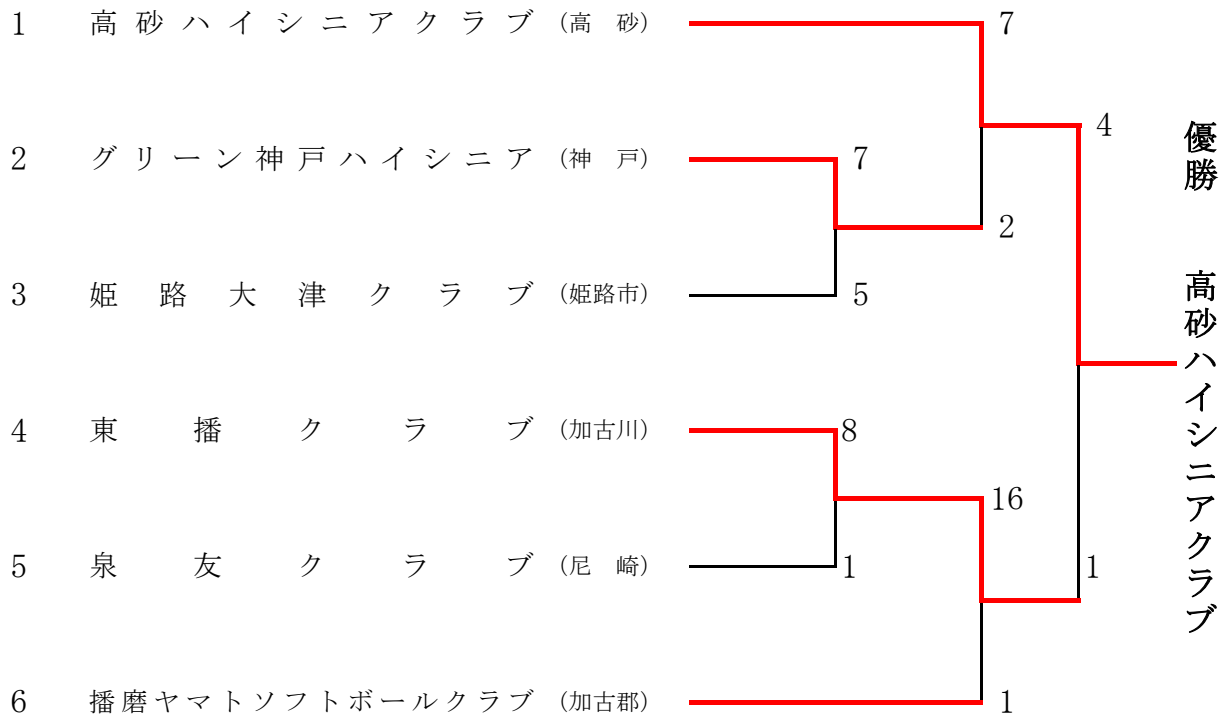 1 高砂ハイシニアクラブ (高 砂) 7
4
2 グリーン神戸ハイシニア (神 戸) 7
2
3 姫路大津クラブ (姫路市) 5
4 東播クラブ (加古川) 8
16
5 泉友クラブ (尼 崎) 1
1
6 播磨ヤマトソフトボールクラブ (加古郡) 1
優勝 高砂ハイシニアクラブ